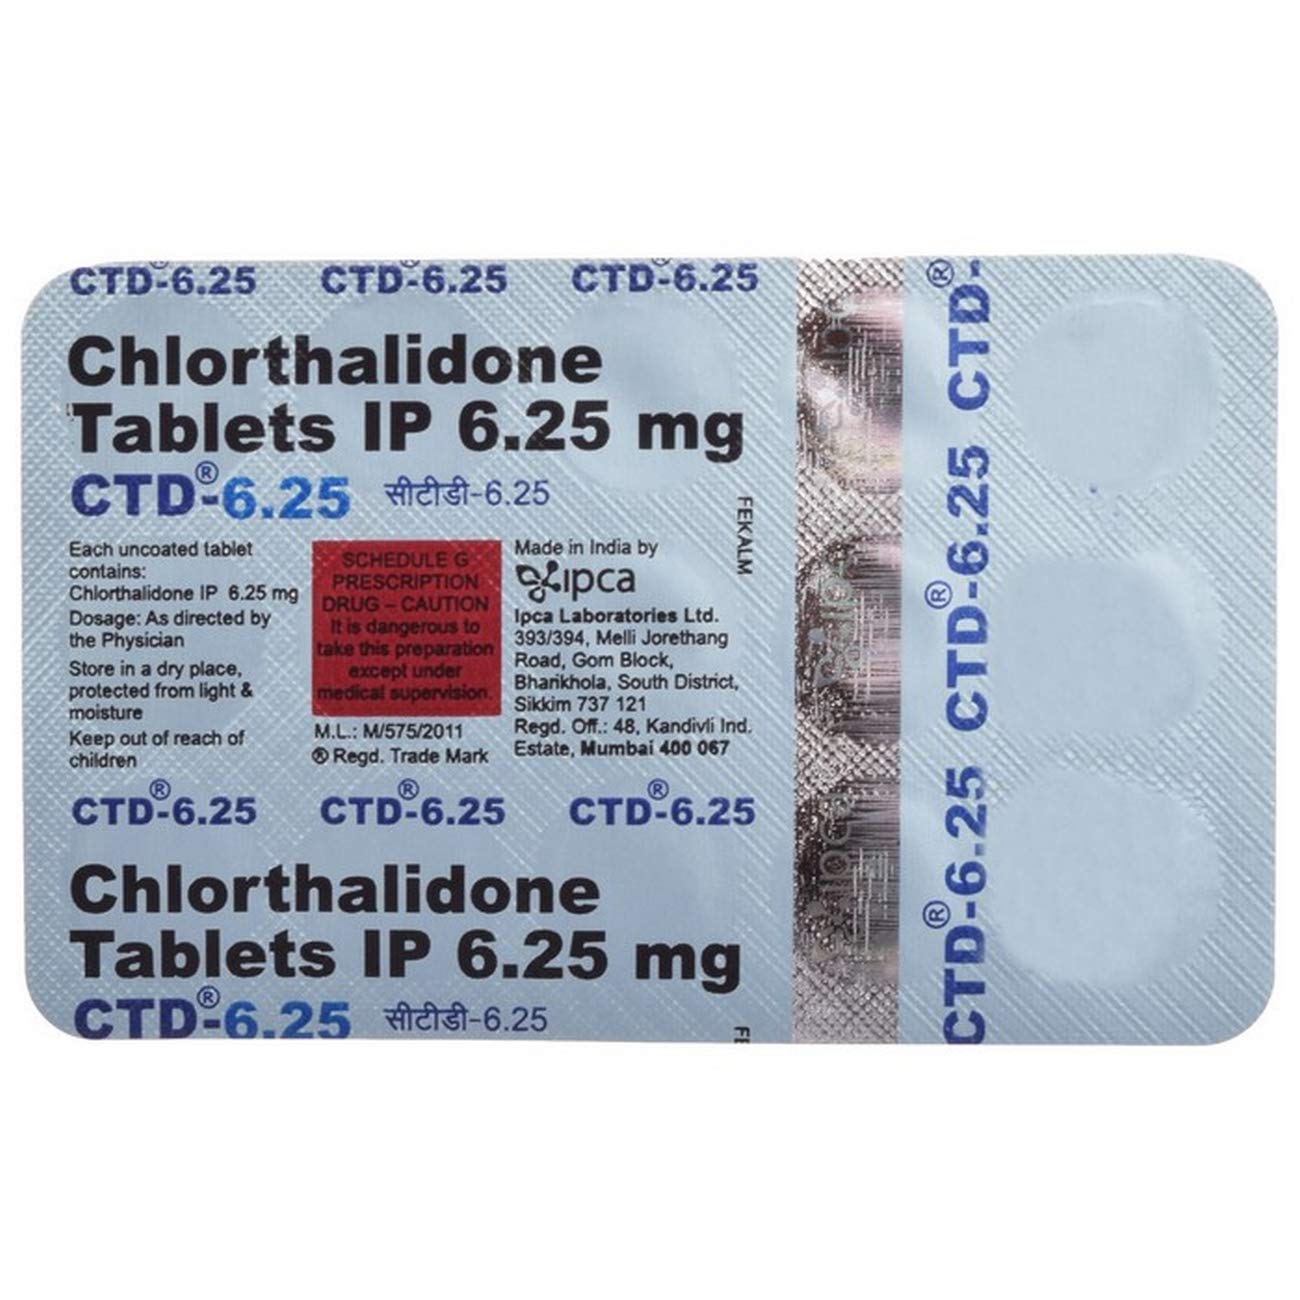 CTD-6.25 CTD-6.25 CTD-6.25
Chlorthalidone
Tablets IP 6.25 mg
CTD®-6.25 सीटीडी-6.25
Each uncoated tablet
contains:
Chlorthalidone IP 6.25 mg
Dosage: As directed by
the Physician
Store in a dry place,
protected from light &
moisture
Keep out of reach of
children
SCHEDULE G
PRESCRIPTION
DRUG – CAUTION
It is dangerous to
take this preparation
except under
medical supervision.
M.L.: M/575/2011
® Regd. Trade Mark
Made in India by
ipca
Ipca Laboratories Ltd.
393/394, Melli Jorethang
Road, Gom Block,
Bharikhola, South District,
Sikkim 737 121
Regd. Off.: 48, Kandivli Ind.
Estate, Mumbai 400 067
FEKALM
CTD®-6.25 CTD®-6.25 CTD®-6.25
Chlorthalidone
Tablets IP 6.25 mg
CTD®-6.25 सीटीडी-6.25
CTD®-6.25 CTD®-6.25 CTD®-